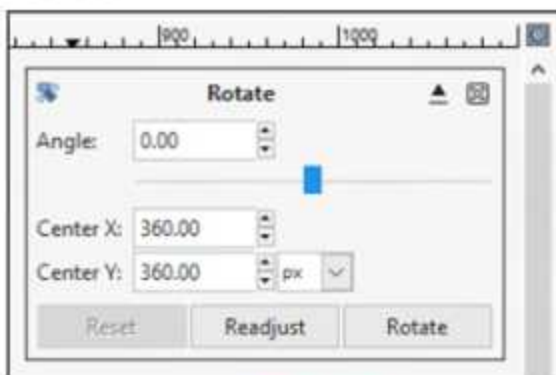 900 1000
Rotate
Angle: 0.00
Center X: 360.00
Center Y: 360.00 px
Reset Readjust Rotate